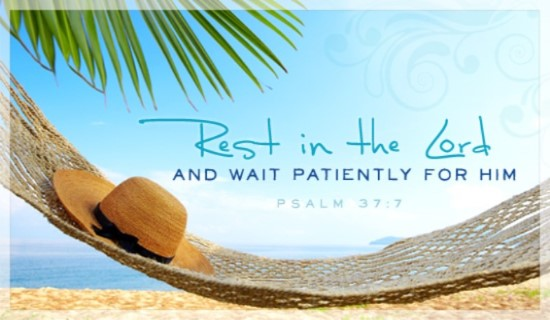 Rest in the Lord
AND WAIT PATIENTLY FOR HIM
PSALM 37:7